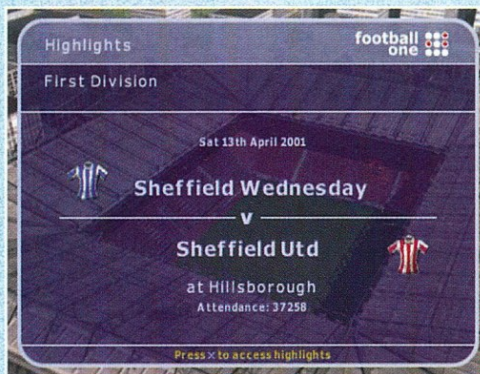 Highlights
football
one
First Division
Sat 13th April 2001
Sheffield Wednesday
v
Sheffield Utd
at Hillsborough
Attendance: 37258
Press × to access highlights